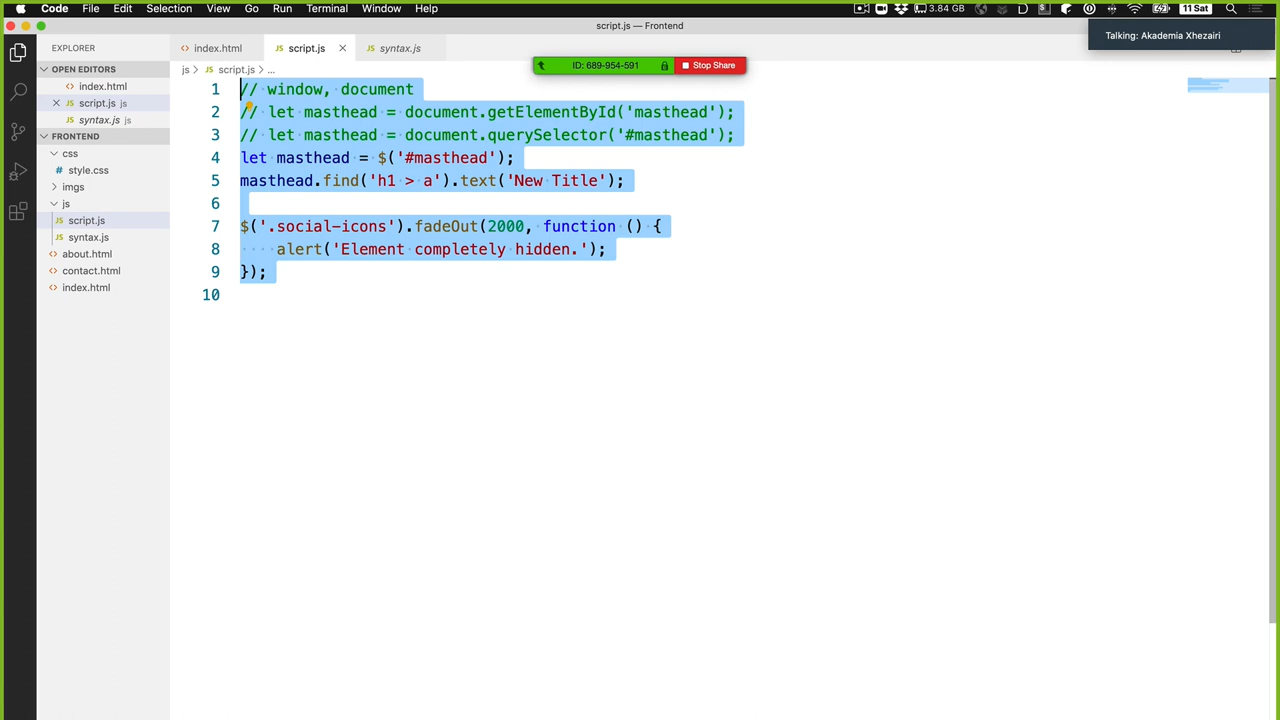 Code File Edit Selection View Go Run Terminal Window Help 3.84 GB 11 Sat
script.js — Frontend
Talking: Akademia Xhezairi
EXPLORER
index.html
script.js
syntax.js
ID: 689-954-591 Stop Share
OPEN EDITORS
index.html
script.js js
syntax.js js
FRONTEND
css
style.css
imgs
js
script.js
syntax.js
about.html
contact.html
index.html
js > JS script.js > ...
1 // window, document
2 // let masthead = document.getElementById('masthead');
3 // let masthead = document.querySelector('#masthead');
4 let masthead = $('#masthead');
5 masthead.find('h1 > a').text('New Title');
6
7 $('.social-icons').fadeOut(2000, function () {
8 alert('Element completely hidden.');
9 });
10